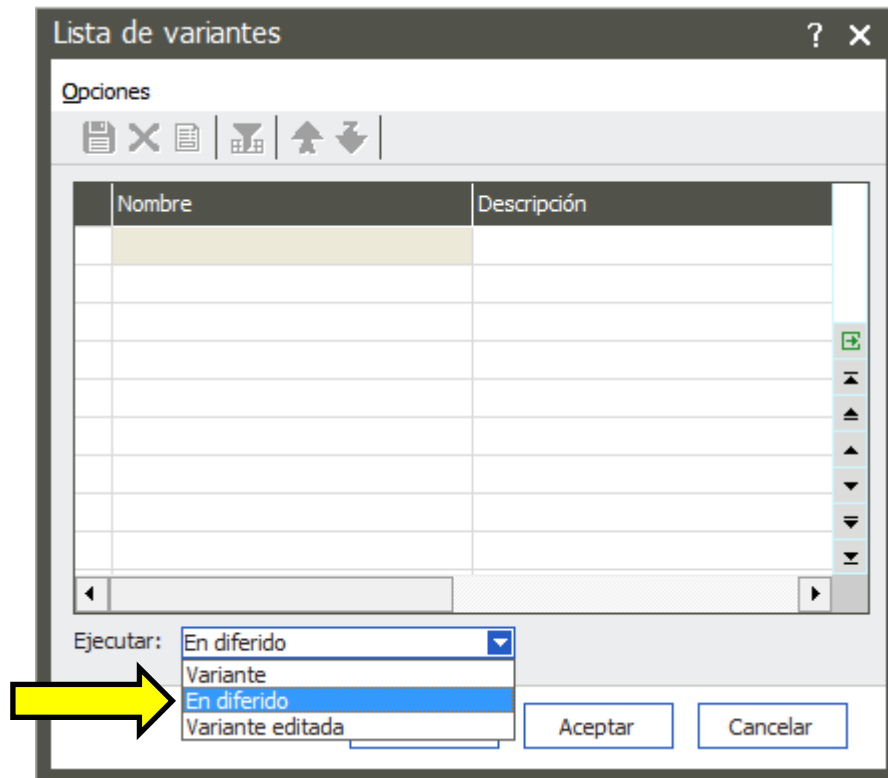 Lista de variantes
Opciones
Nombre Descripción
Ejecutar: En diferido
Variante
En diferido
Variante editada
Aceptar Cancelar